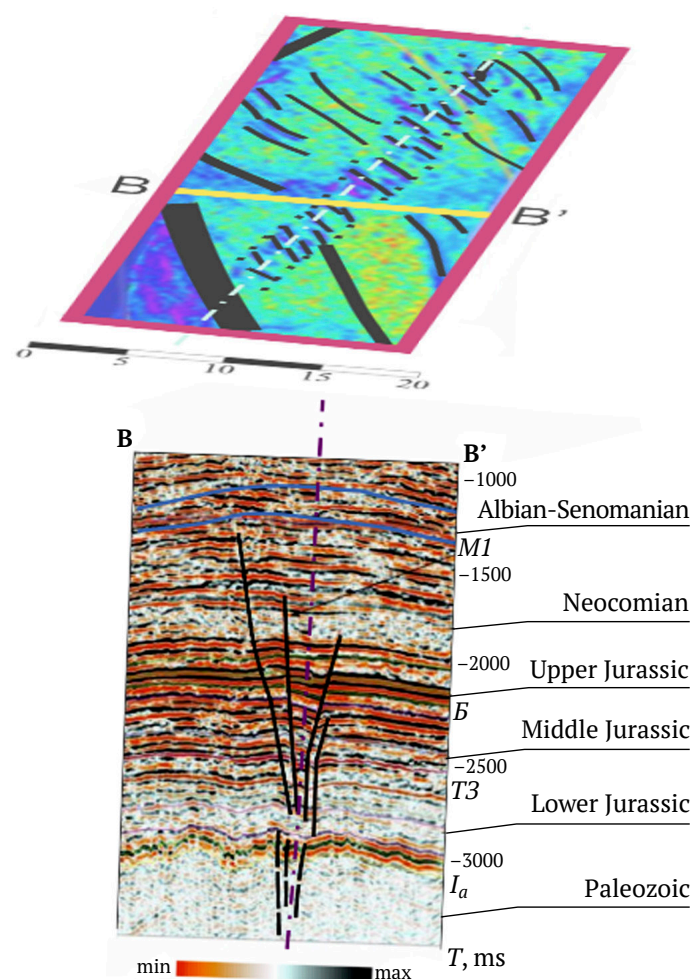 B
B’
0
5
10
15
20
B
B’
−1000
Albian-Senomanian
M1
−1500
Neocomian
−2000
Upper Jurassic
Б
Middle Jurassic
−2500
T3
Lower Jurassic
−3000
Ia
Paleozoic
T, ms
min
max